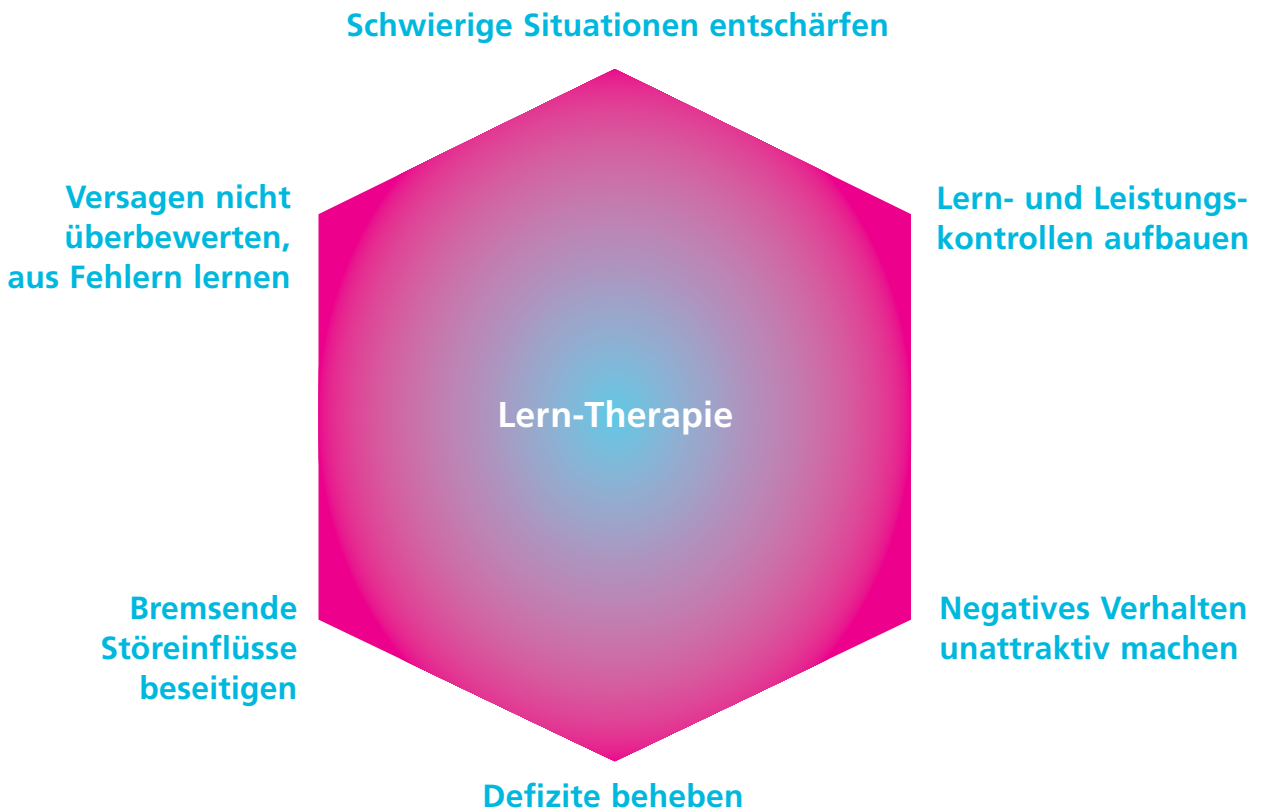 Schwierige Situationen entschärfen
Versagen nicht
überbewerten,
aus Fehlern lernen
Lern- und Leistungs-
kontrollen aufbauen
Lern-Therapie
Bremsende
Störeinflüsse
beseitigen
Negatives Verhalten
unattraktiv machen
Defizite beheben